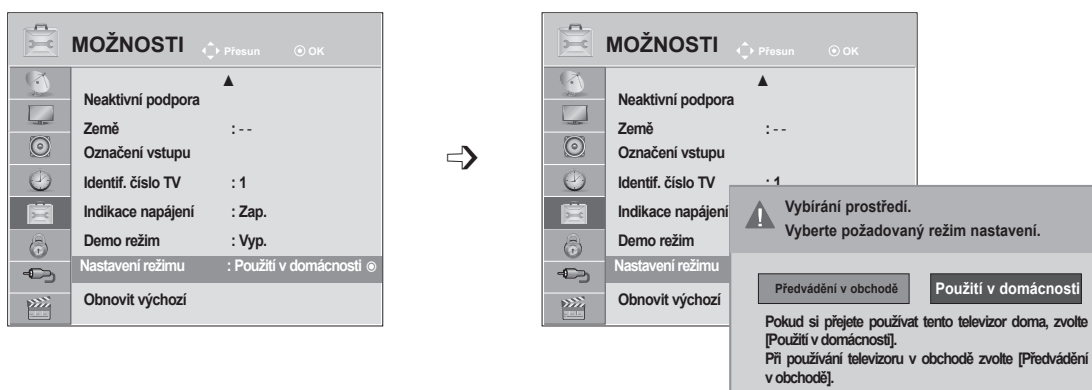 MOŽNOSTI Přesun OK
Neaktivní podpora
Země : - -
Označení vstupu
Identif. číslo TV : 1
Indikace napájení : Zap.
Demo režim : Vyp.
Nastavení režimu : Použití v domácnosti
Obnovit výchozí
MOŽNOSTI Přesun OK
Neaktivní podpora
Země : - -
Označení vstupu
Identif. číslo TV : 1
Indikace napájení
Demo režim
Nastavení režimu
Obnovit výchozí
Vybírání prostředí.
Vyberte požadovaný režim nastavení.
Předvádění v obchodě Použití v domácnosti
Pokud si přejete používat tento televizor doma, zvolte
[Použití v domácnosti].
Při používání televizoru v obchodě zvolte [Předvádění
v obchodě].